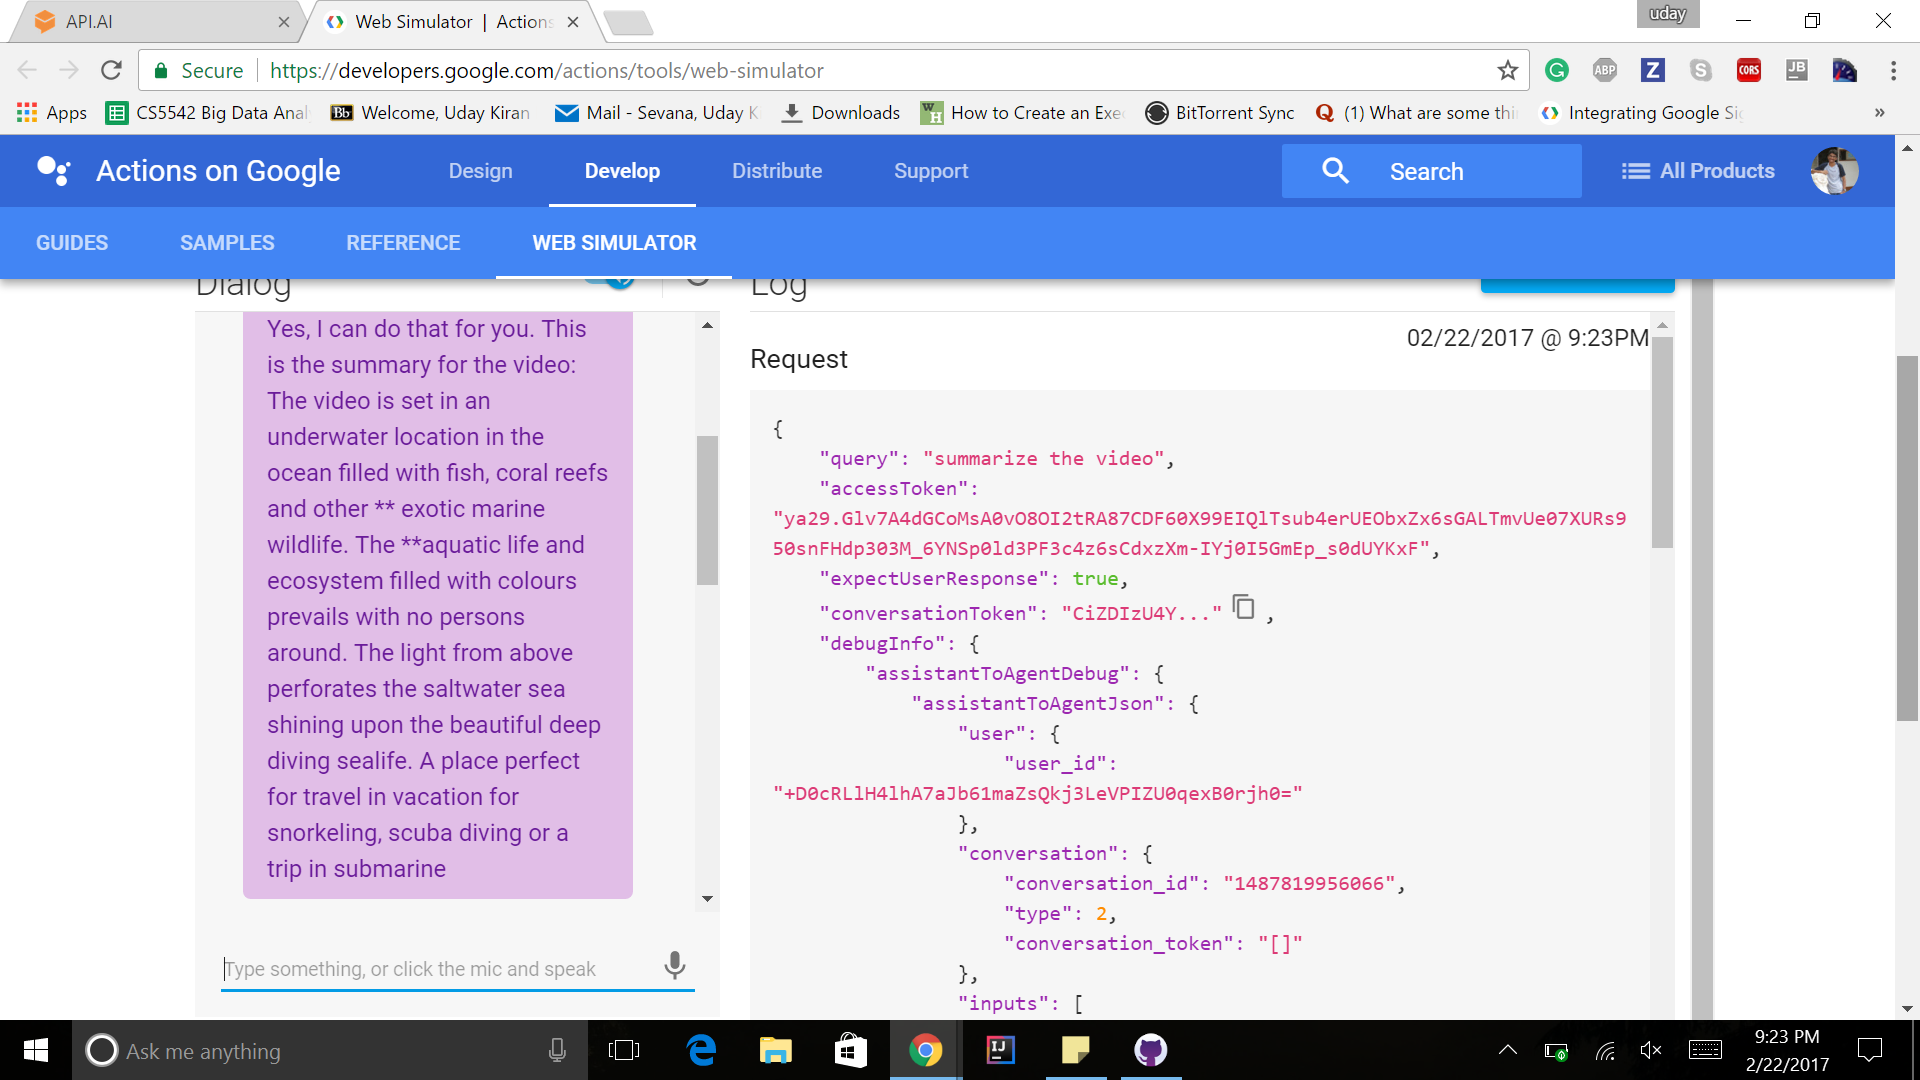 API.AI
Web Simulator | Actions
uday
Secure https://developers.google.com/actions/tools/web-simulator
Apps CS5542 Big Data Anal Welcome, Uday Kiran Mail - Sevana, Uday K Downloads How to Create an Exe BitTorrent Sync (1) What are some thi Integrating Google Si »
Actions on Google Design Develop Distribute Support Search All Products
GUIDES SAMPLES REFERENCE WEB SIMULATOR
Dialog
Yes, I can do that for you. This
is the summary for the video:
The video is set in an
underwater location in the
ocean filled with fish, coral reefs
and other ** exotic marine
wildlife. The **aquatic life and
ecosystem filled with colours
prevails with no persons
around. The light from above
perforates the saltwater sea
shining upon the beautiful deep
diving sealife. A place perfect
for travel in vacation for
snorkeling, scuba diving or a
trip in submarine
Type something, or click the mic and speak
Log
02/22/2017 @ 9:23PM
Request
{
"query": "summarize the video",
"accessToken":
"ya29.Glv7A4dGCoMsA0vO8OI2tRA87CDF60X99EIQlTsub4erUEObxZx6sGALTmvUe07XURs9
50snFHdp303M_6YNSp0ld3PF3c4z6sCdxzXm-IYj0I5GmEp_s0dUYKxF",
"expectUserResponse": true,
"conversationToken": "CiZDIzU4Y..." ,
"debugInfo": {
"assistantToAgentDebug": {
"assistantToAgentJson": {
"user": {
"user_id":
"+D0cRLlH4lhA7aJb61maZsQkj3LeVPIZU0qexB0rjh0="
},
"conversation": {
"conversation_id": "1487819956066",
"type": 2,
"conversation_token": "[]"
},
"inputs": [
Ask me anything
9:23 PM
2/22/2017